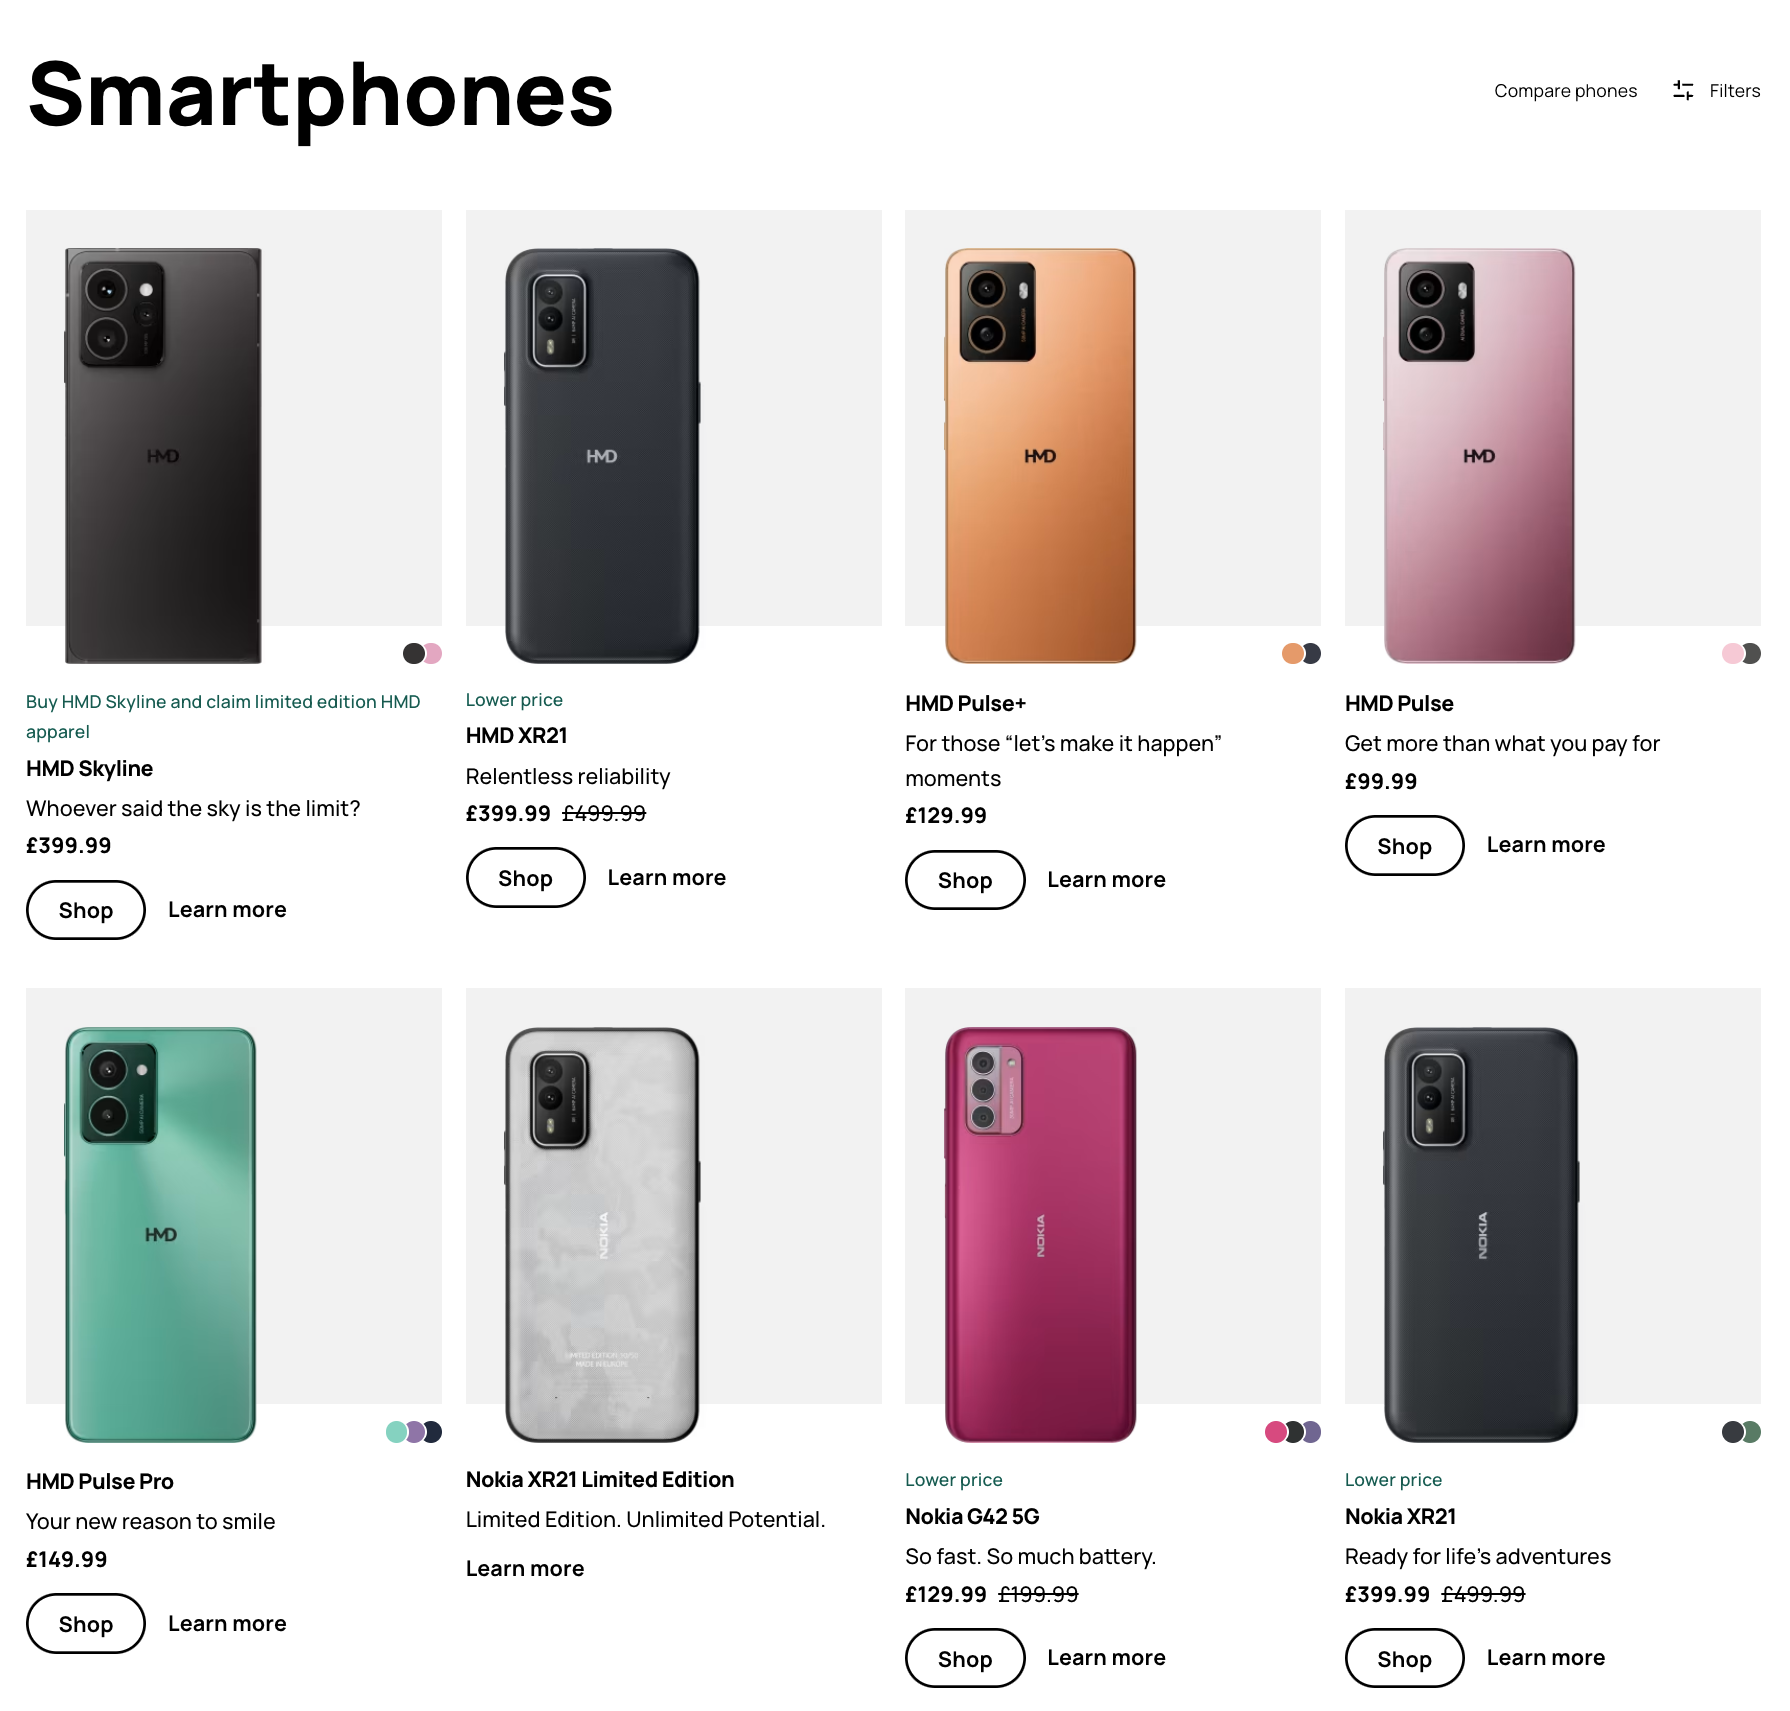 Smartphones
Compare phones
Filters
HMD
HMD
HMD
HMD
Buy HMD Skyline and claim limited edition HMD
apparel
HMD Skyline
Whoever said the sky is the limit?
£399.99
Shop
Learn more
Lower price
HMD XR21
Relentless reliability
£399.99 £499.99
Shop
Learn more
HMD Pulse+
For those “let’s make it happen”
moments
£129.99
Shop
Learn more
HMD Pulse
Get more than what you pay for
£99.99
Shop
Learn more
HMD
NOKIA
NOKIA
NOKIA
HMD Pulse Pro
Your new reason to smile
£149.99
Shop
Learn more
Nokia XR21 Limited Edition
Limited Edition. Unlimited Potential.
Learn more
Lower price
Nokia G42 5G
So fast. So much battery.
£129.99 £199.99
Shop
Learn more
Lower price
Nokia XR21
Ready for life’s adventures
£399.99 £499.99
Shop
Learn more